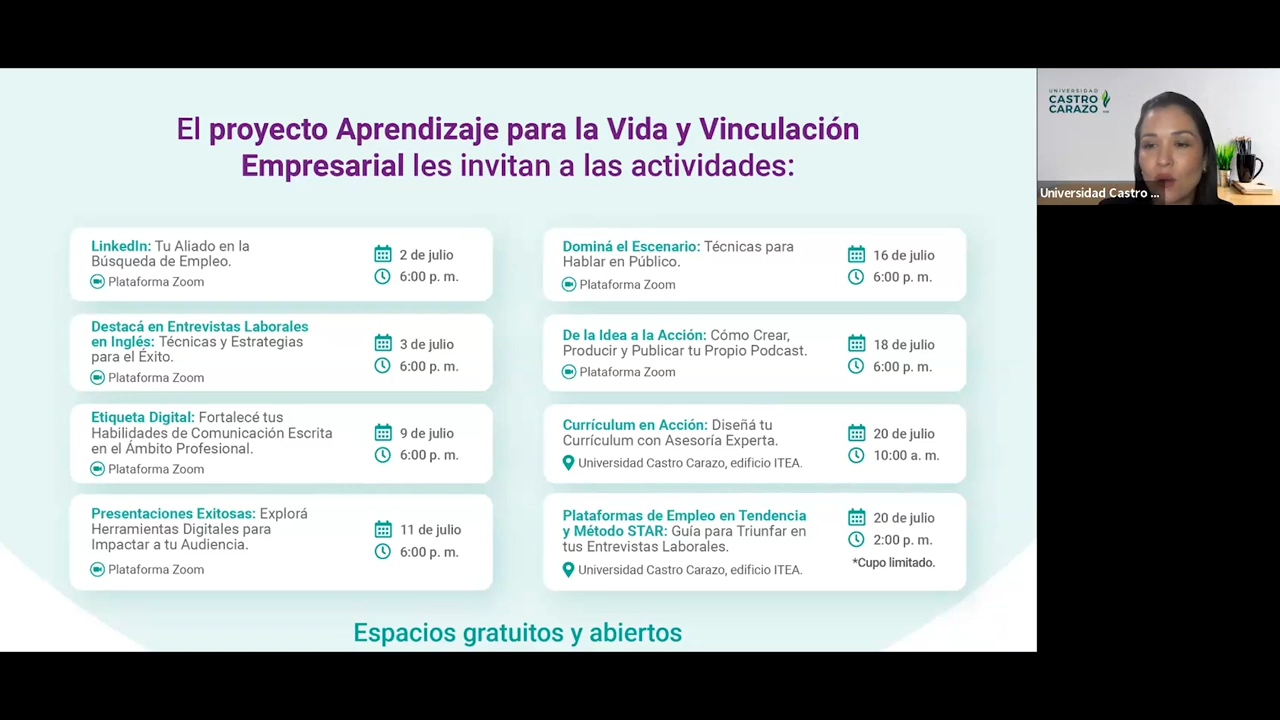 El proyecto Aprendizaje para la Vida y Vinculación
Empresarial les invitan a las actividades:
LinkedIn: Tu Aliado en la
Búsqueda de Empleo.
Plataforma Zoom
2 de julio
6:00 p. m.
Destacá en Entrevistas Laborales
en Inglés: Técnicas y Estrategias
para el Éxito.
Plataforma Zoom
3 de julio
6:00 p. m.
Etiqueta Digital: Fortalecé tus
Habilidades de Comunicación Escrita
en el Ámbito Profesional.
Plataforma Zoom
9 de julio
6:00 p. m.
Presentaciones Exitosas: Explorá
Herramientas Digitales para
Impactar a tu Audiencia.
Plataforma Zoom
11 de julio
6:00 p. m.
Dominá el Escenario: Técnicas para
Hablar en Público.
Plataforma Zoom
16 de julio
6:00 p. m.
De la Idea a la Acción: Cómo Crear,
Producir y Publicar tu Propio Podcast.
Plataforma Zoom
18 de julio
6:00 p. m.
Currículum en Acción: Diseñá tu
Currículum con Asesoría Experta.
Universidad Castro Carazo, edificio ITEA.
20 de julio
10:00 a. m.
Plataformas de Empleo en Tendencia
y Método STAR: Guía para Triunfar en
tus Entrevistas Laborales.
Universidad Castro Carazo, edificio ITEA.
20 de julio
2:00 p. m.
*Cupo limitado.
Espacios gratuitos y abiertos
UNIVERSIDAD
CASTRO
CARAZO
Universidad Castro ...